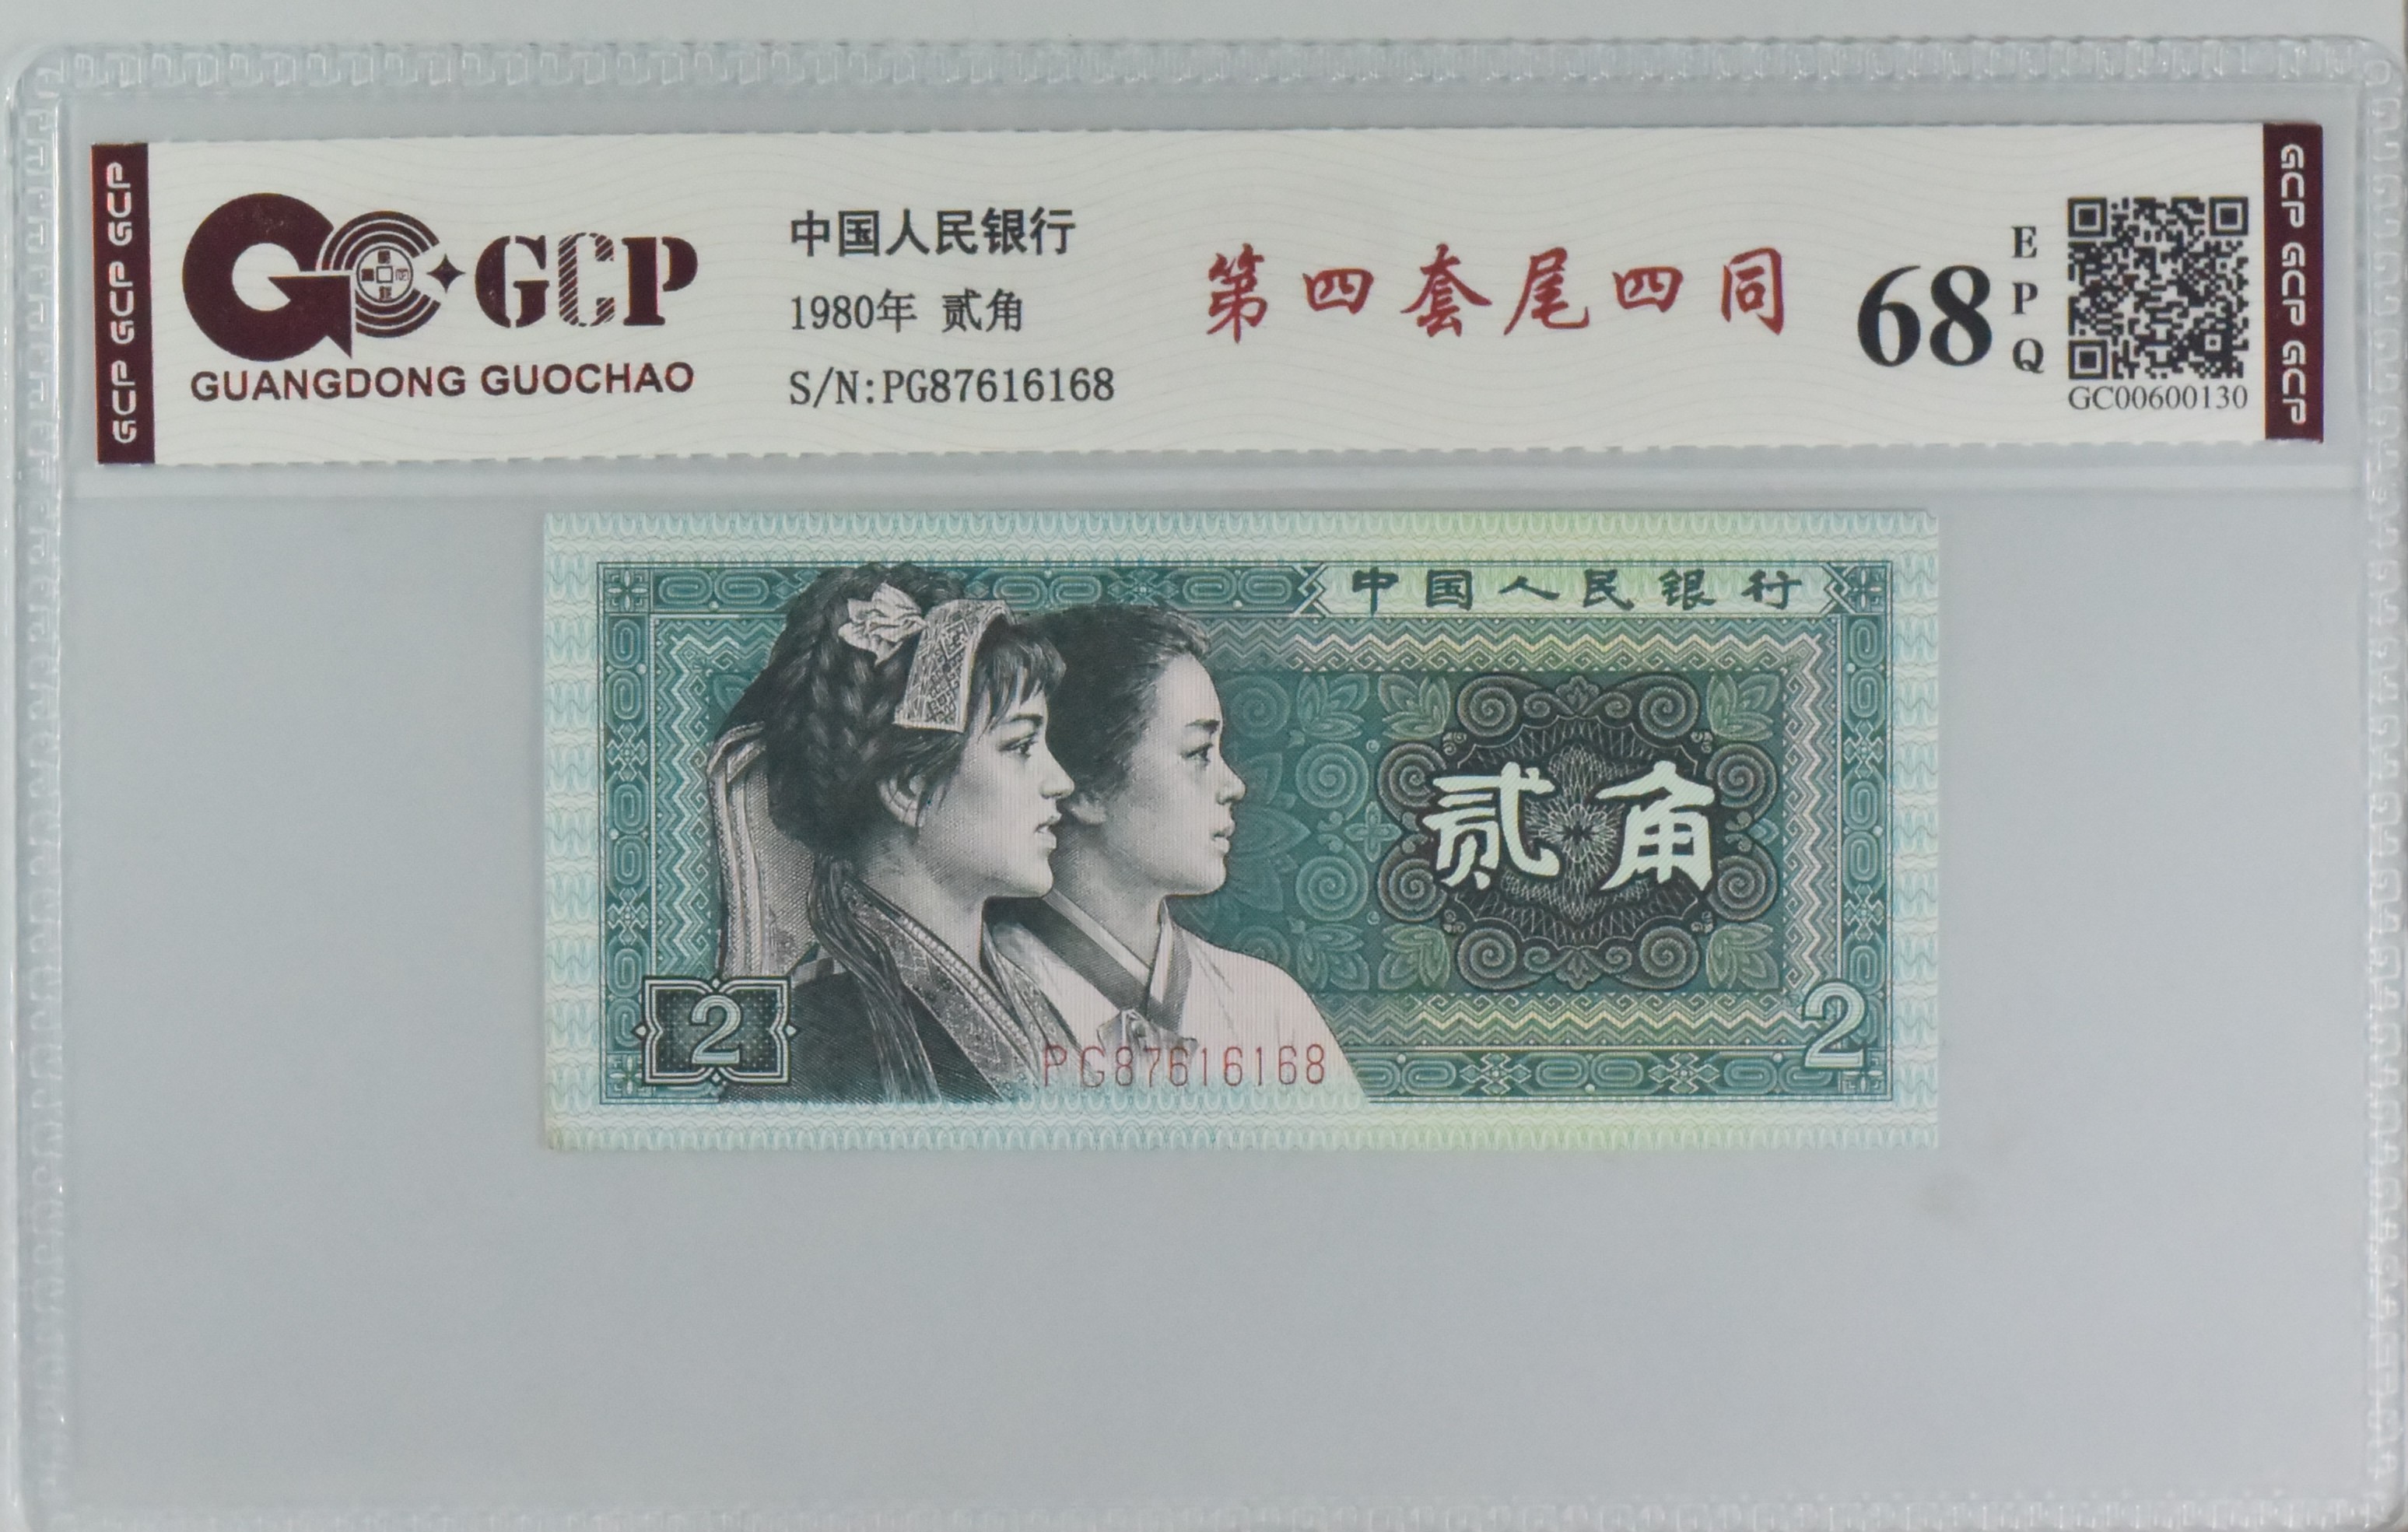 GCP GCP GCP
GCP
GUANGDONG GUOCHAO
中国人民银行
1980年 贰角
S/N:PG87616168
第四套尾四同
68
EPQ
GC00600130
GCP GCP GCP
中国人民银行
贰角
2
PG87616168
2